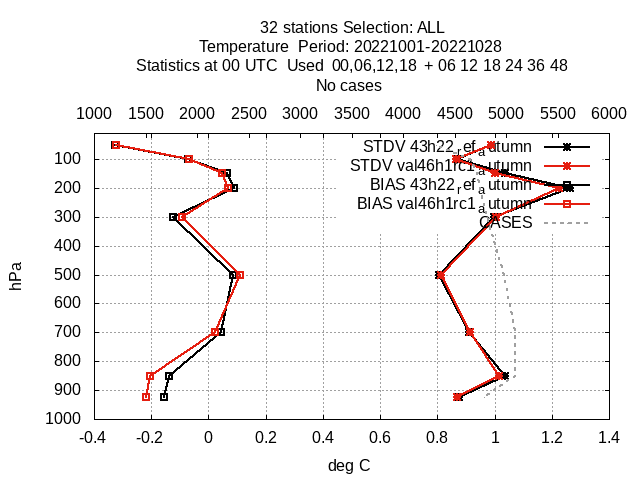 32 stations Selection: ALL
Temperature  Period: 20221001-20221028
Statistics at 00 UTC  Used  00,06,12,18  + 06 12 18 24 36 48
No cases
1000 1500 2000 2500 3000 3500 4000 4500 5000 5500 6000
STDV 43h22_ref_autumn
STDV val46h1rc1_autumn
BIAS 43h22_ref_autumn
BIAS val46h1rc1_autumn
CASES
hPa
100
200
300
400
500
600
700
800
900
1000
-0.4 -0.2 0 0.2 0.4 0.6 0.8 1 1.2 1.4
deg C